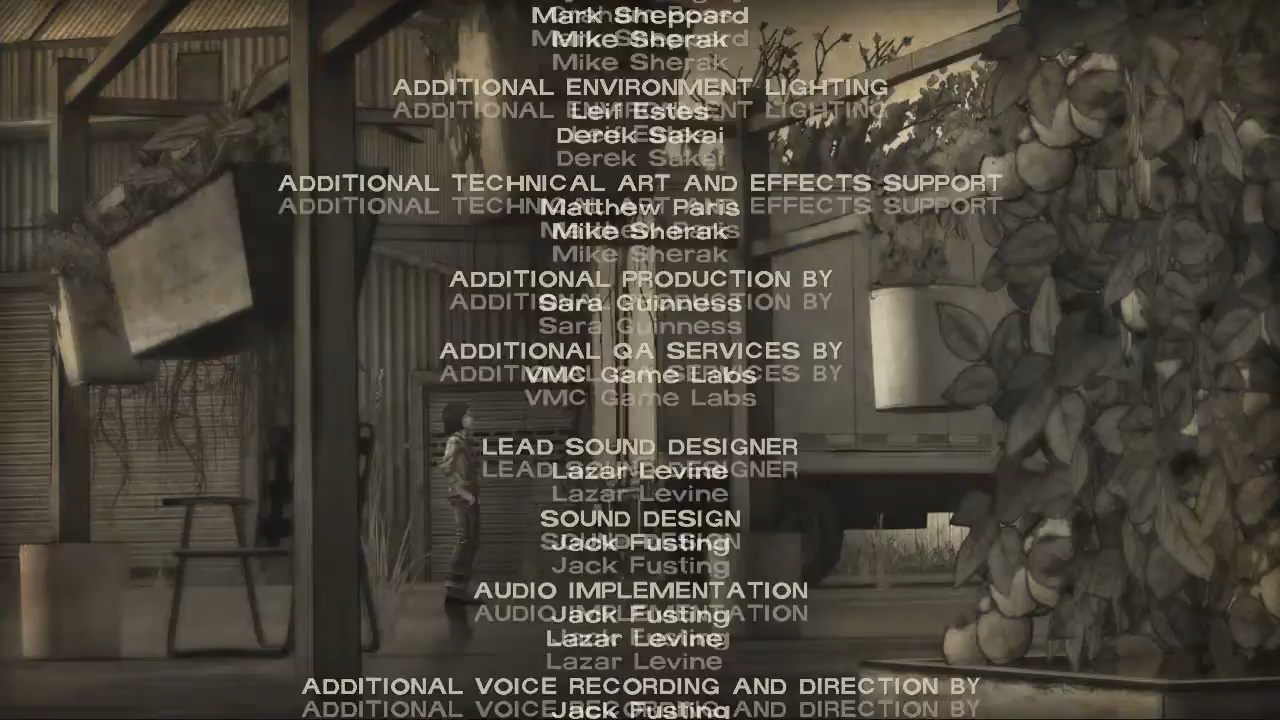 Mark Sheppard
Mike Sherak
ADDITIONAL ENVIRONMENT LIGHTING
Leif Estes
Derek Sakai
ADDITIONAL TECHNICAL ART AND EFFECTS SUPPORT
Matthew Paris
Mike Sherak
ADDITIONAL PRODUCTION BY
Sara Guinness
ADDITIONAL QA SERVICES BY
VMC Game Labs
LEAD SOUND DESIGNER
Lazar Levine
SOUND DESIGN
Jack Fusting
AUDIO IMPLEMENTATION
Jack Fusting
Lazar Levine
ADDITIONAL VOICE RECORDING AND DIRECTION BY
Jack Fusting